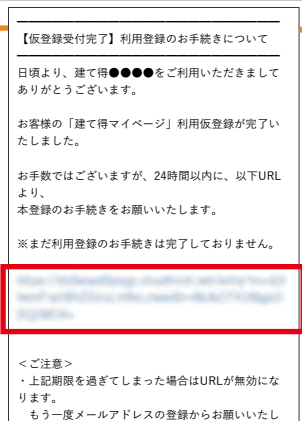 【仮登録受付完了】利用登録のお手続きについて
日頃より、建て得●●●●をご利用いただきまして
ありがとうございます。
お客様の「建て得マイページ」利用仮登録が完了い
たしました。
お手数ではございますが、24時間以内に、以下URL
より、
本登録のお手続きをお願いいたします。
※まだ利用登録のお手続きは完了しておりません。
＜ご注意＞
・上記期限を過ぎてしまった場合はURLが無効にな
ります。
もう一度メールアドレスの登録からお願いいたし